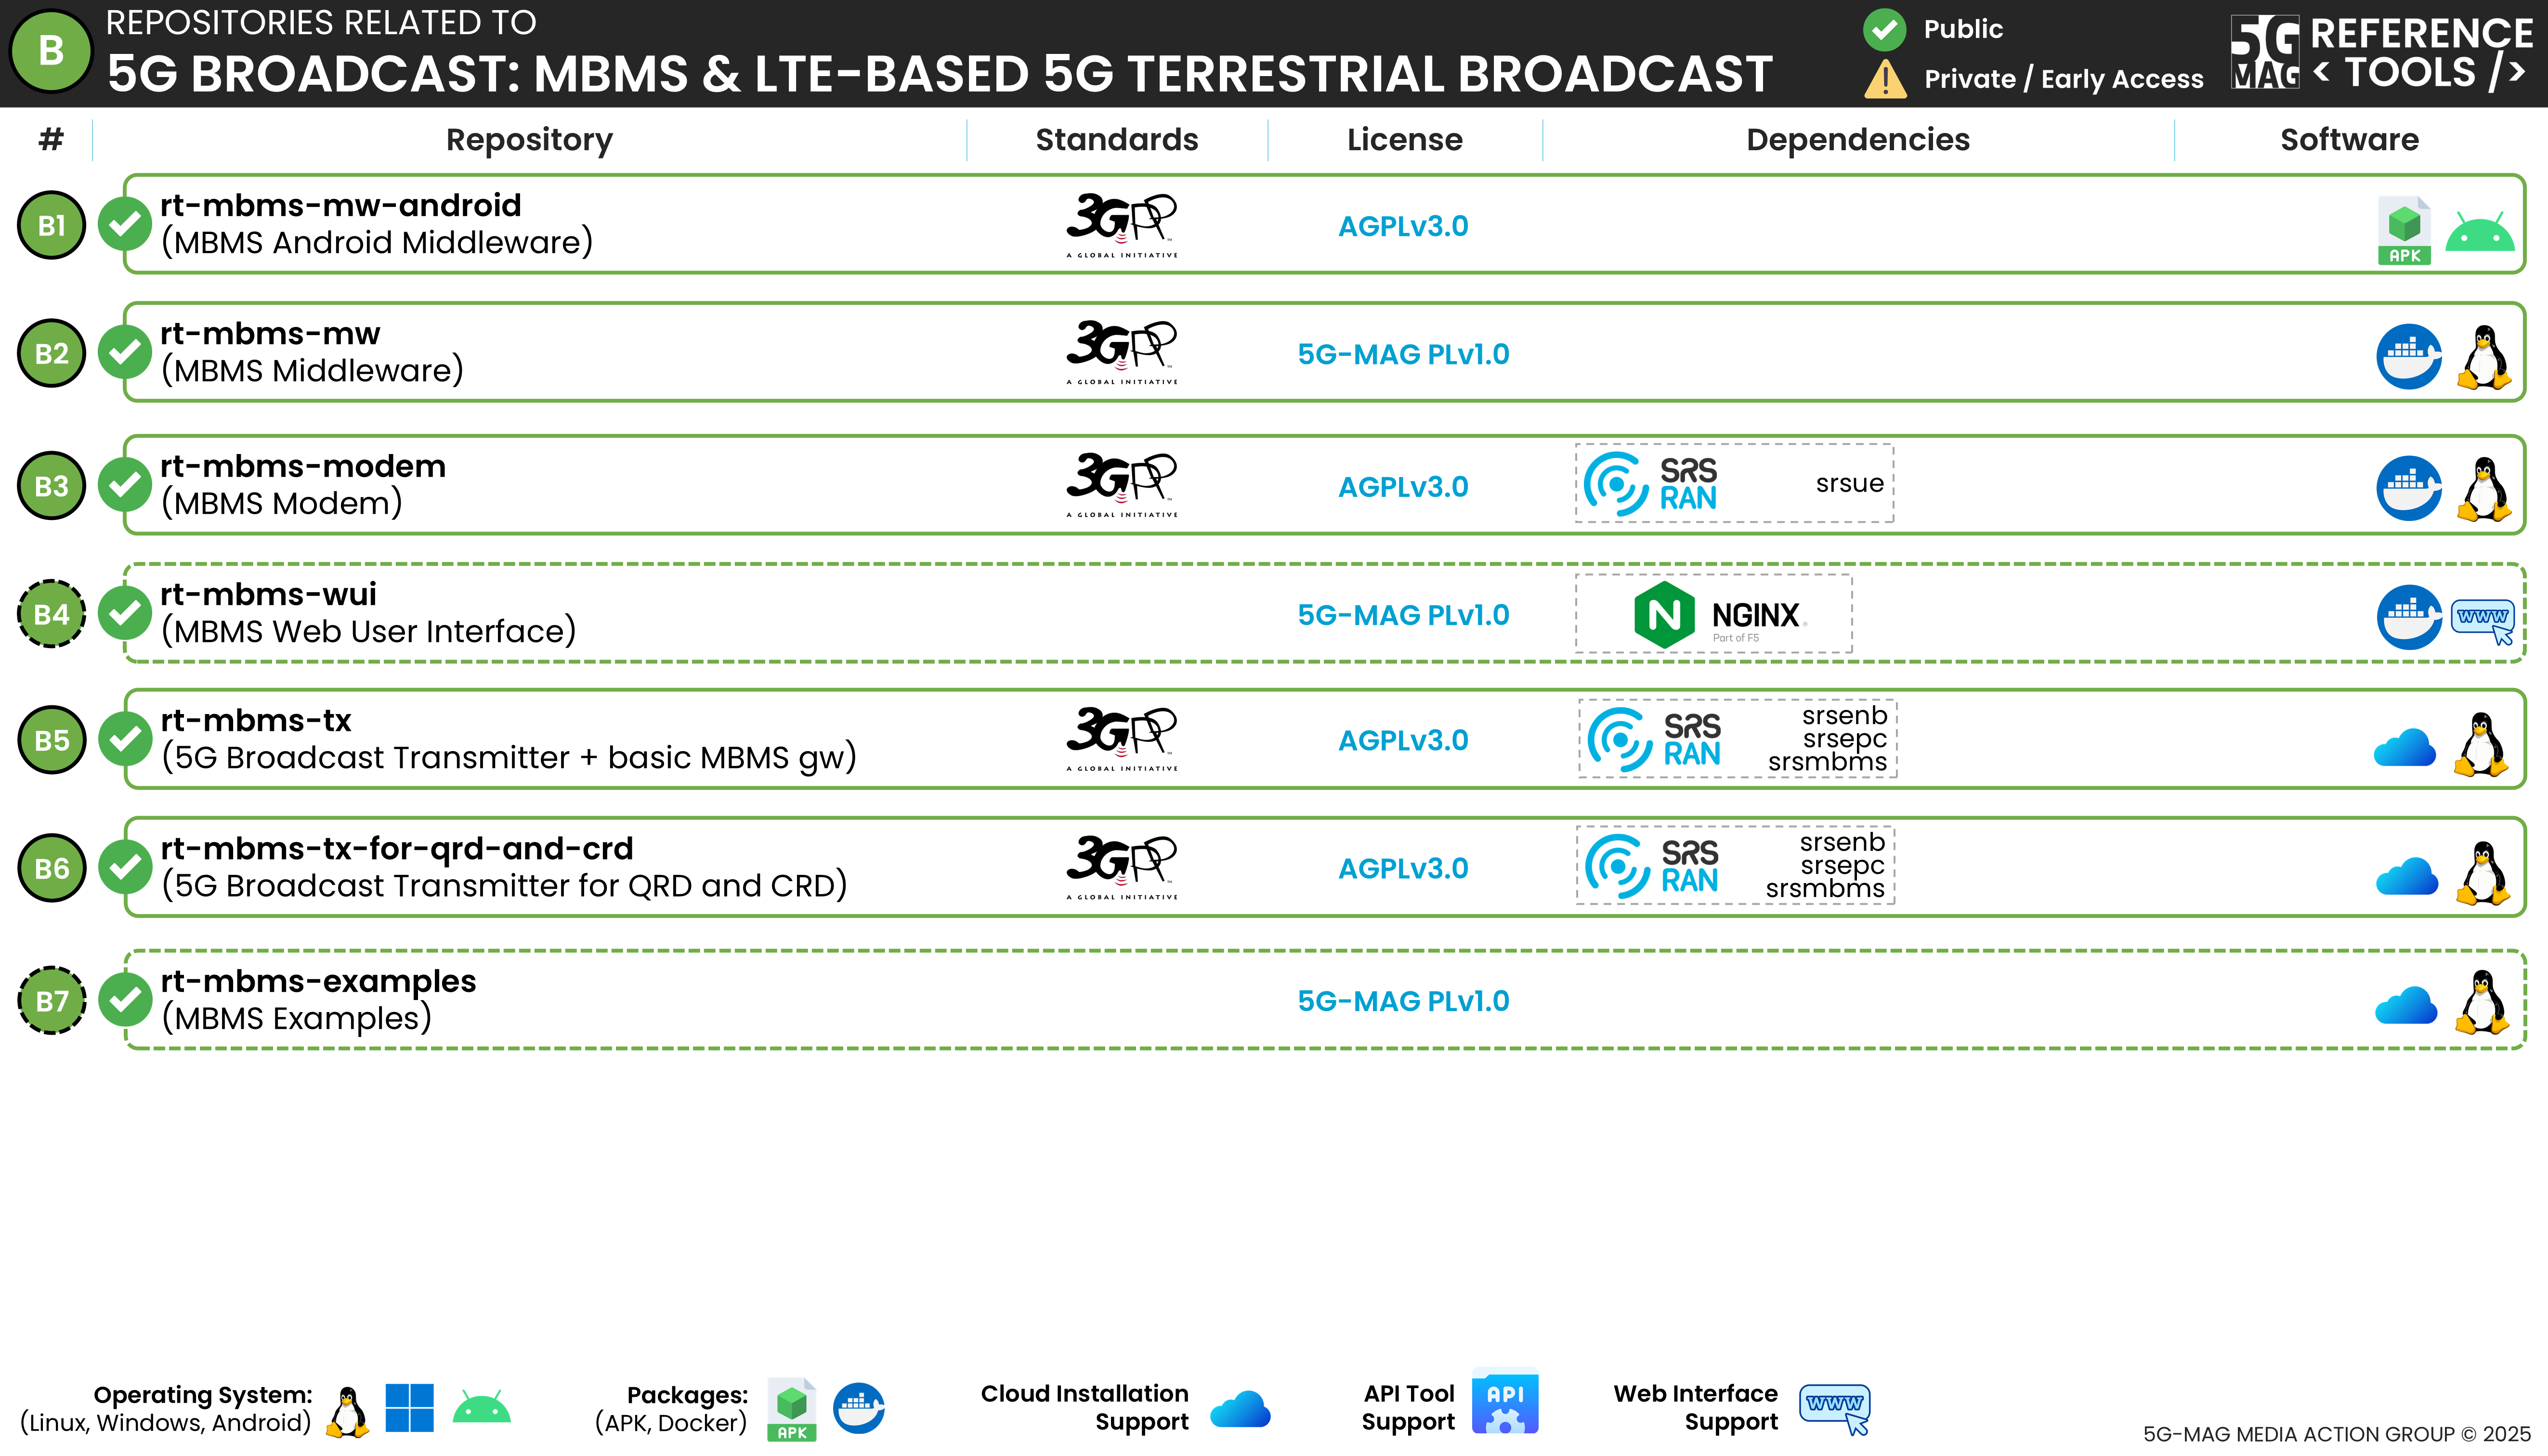 B
REPOSITORIES RELATED TO
5G BROADCAST: MBMS & LTE-BASED 5G TERRESTRIAL BROADCAST
Public
Private / Early Access
5G MAG
REFERENCE
< TOOLS />
# Repository Standards License Dependencies Software
B1
rt-mbms-mw-android
(MBMS Android Middleware)
3GPP
A GLOBAL INITIATIVE
AGPLv3.0
APK
B2
rt-mbms-mw
(MBMS Middleware)
3GPP
A GLOBAL INITIATIVE
5G-MAG PLv1.0
B3
rt-mbms-modem
(MBMS Modem)
3GPP
A GLOBAL INITIATIVE
AGPLv3.0
SRS
RAN
srsue
B4
rt-mbms-wui
(MBMS Web User Interface)
5G-MAG PLv1.0
N
NGINX
Part of F5
www
B5
rt-mbms-tx
(5G Broadcast Transmitter + basic MBMS gw)
3GPP
A GLOBAL INITIATIVE
AGPLv3.0
SRS
RAN
srsenb
srsepc
srsmbms
B6
rt-mbms-tx-for-qrd-and-crd
(5G Broadcast Transmitter for QRD and CRD)
3GPP
A GLOBAL INITIATIVE
AGPLv3.0
SRS
RAN
srsenb
srsepc
srsmbms
B7
rt-mbms-examples
(MBMS Examples)
5G-MAG PLv1.0
Operating System:
(Linux, Windows, Android)
Packages:
(APK, Docker)
APK
Cloud Installation
Support
API Tool
Support
API
Web Interface
Support
www
5G-MAG MEDIA ACTION GROUP © 2025